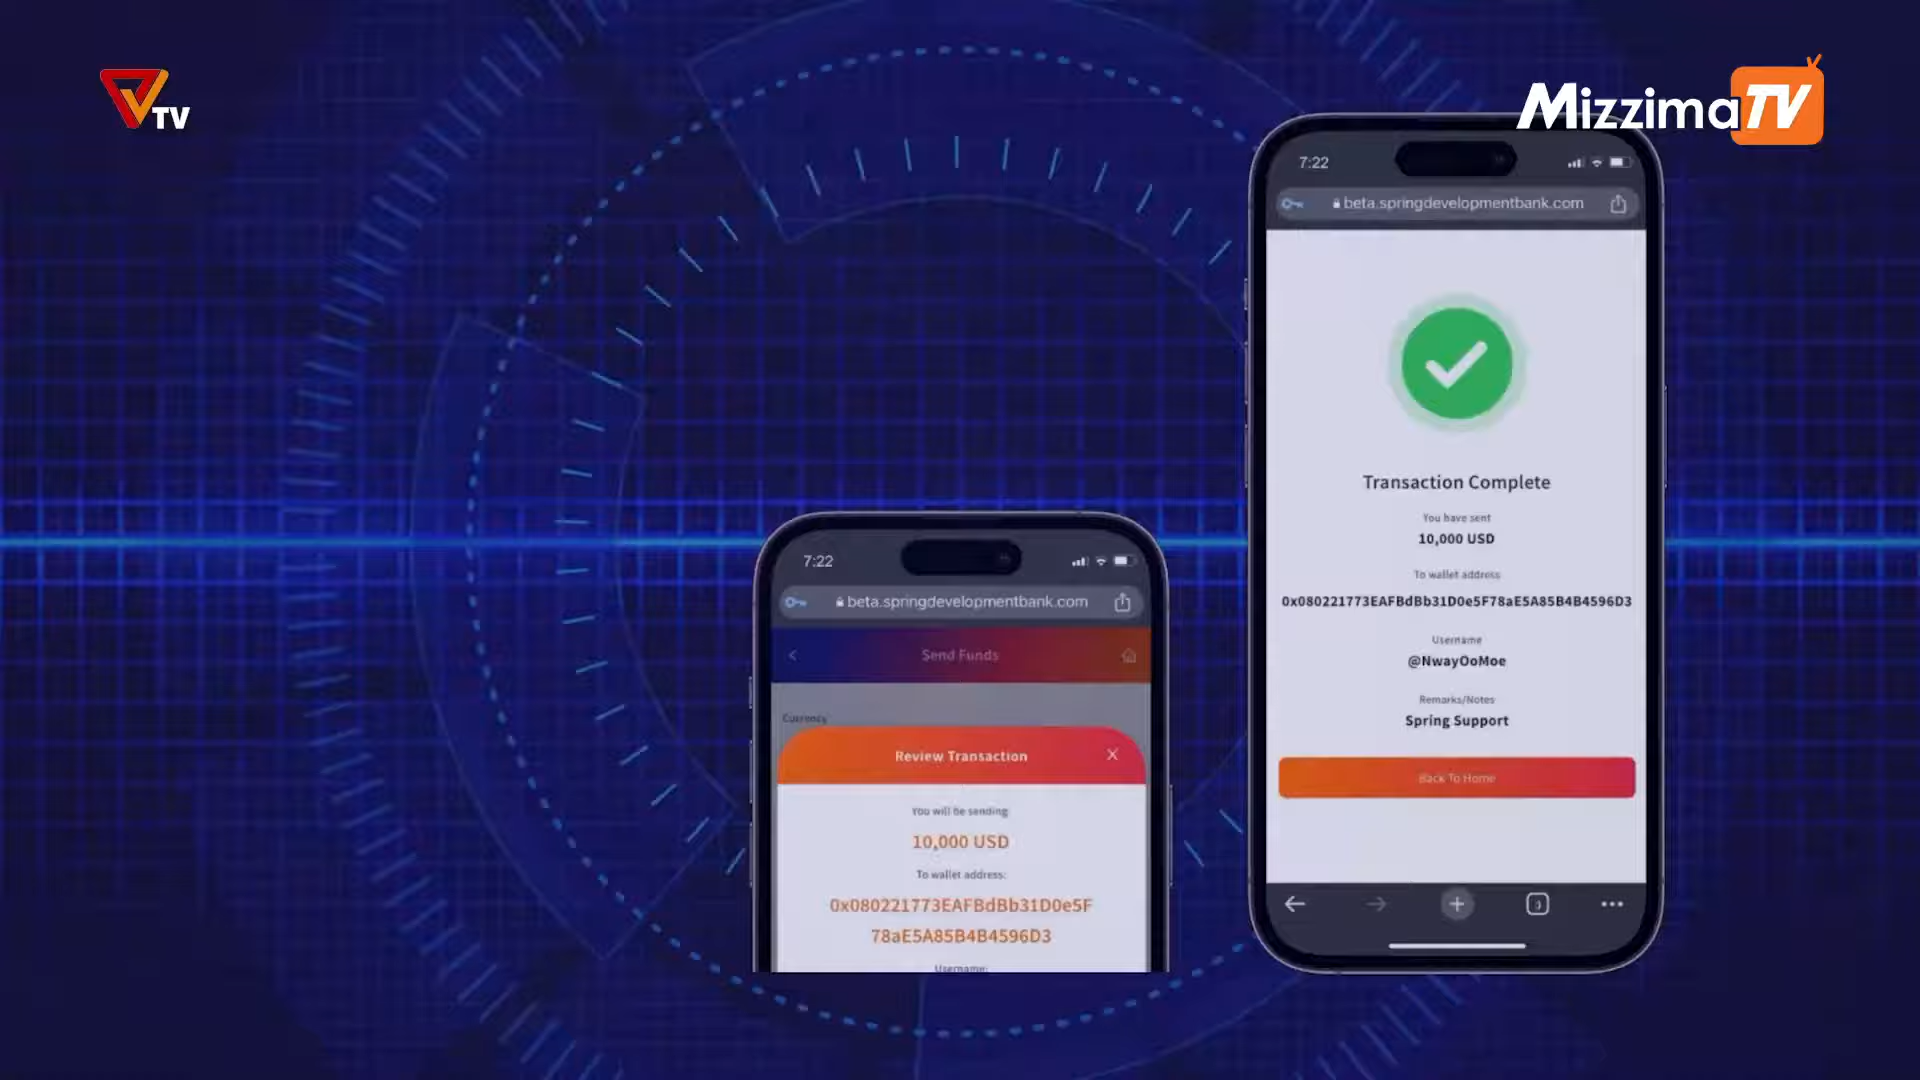 TV
MizzimaTV
7:22
beta.springdevelopmentbank.com
Transaction Complete
You have sent
10,000 USD
To wallet address
0x080221773EAFBdBb31D0e5F78aE5A85B4B4596D3
Username
@NwayOoMoe
Remarks/Notes
Spring Support
Back To Home
7:22
beta.springdevelopmentbank.com
Send Funds
Currency
Review Transaction
You will be sending
10,000 USD
To wallet address:
0x080221773EAFBdBb31D0e5F
78aE5A85B4B4596D3
Username: